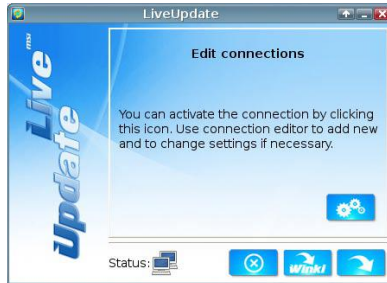 LiveUpdate
msi
Live
Update
Edit connections
You can activate the connection by clicking
this icon. Use connection editor to add new
and to change settings if necessary.
Status:
Winki